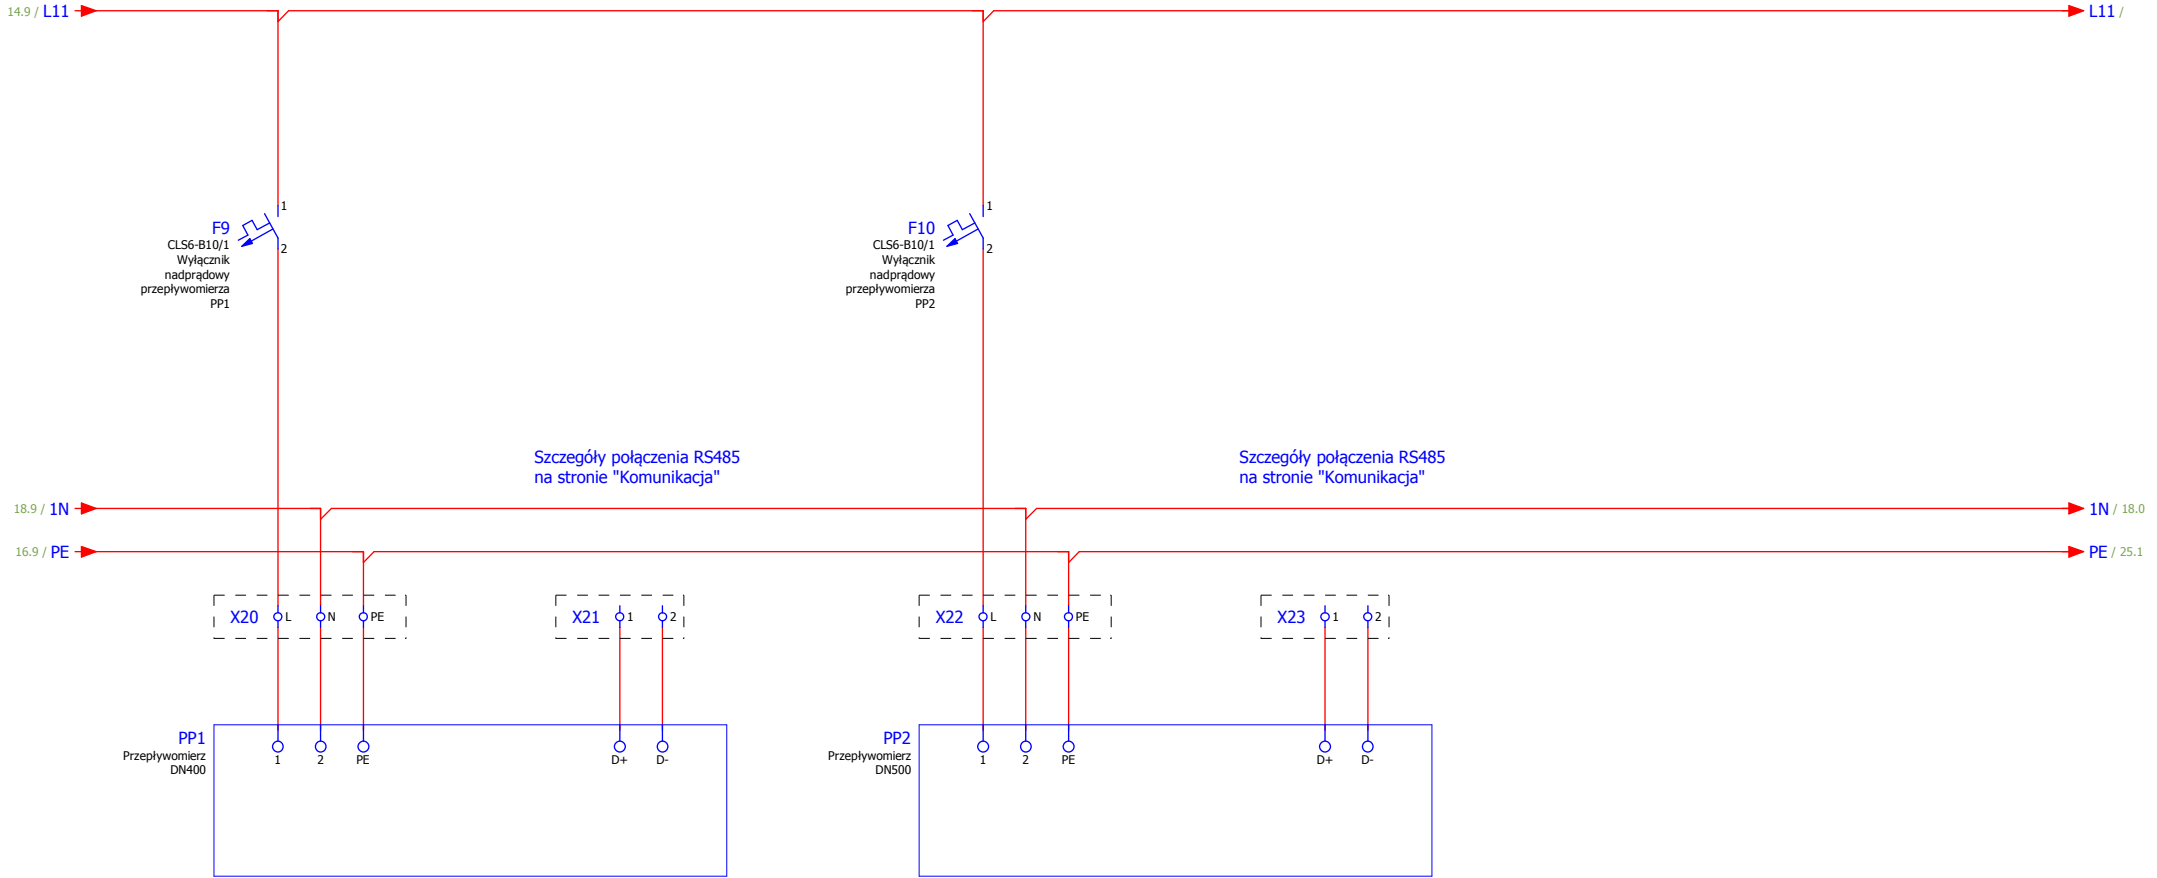 14.9 / L11
L11 /
1
F9
CLS6-B10/1
Wyłącznik
nadprądowy
przepływomierza
PP1
2
1
F10
CLS6-B10/1
Wyłącznik
nadprądowy
przepływomierza
PP2
2
Szczegóły połączenia RS485
na stronie "Komunikacja"
Szczegóły połączenia RS485
na stronie "Komunikacja"
18.9 / 1N
1N / 18.0
16.9 / PE
PE / 25.1
X20 L N PE
X21 1 2
X22 L N PE
X23 1 2
PP1
Przepływomierz
DN400
1 2 PE D+ D-
PP2
Przepływomierz
DN500
1 2 PE D+ D-